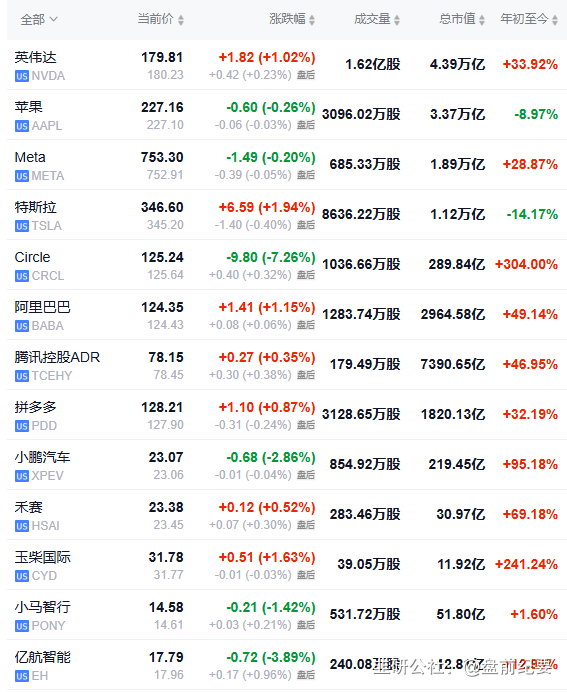 全部 当前价 涨跌幅 成交量 总市值 年初至今
英伟达 179.81 +1.82 (+1.02%) 1.62亿股 4.39万亿 +33.92%
US NVDA 180.23 +0.42 (+0.23%) 盘后
苹果 227.16 -0.60 (-0.26%) 3096.02万股 3.37万亿 -8.97%
US AAPL 227.10 -0.06 (-0.03%) 盘后
Meta 753.30 -1.49 (-0.20%) 685.33万股 1.89万亿 +28.87%
US META 752.91 -0.39 (-0.05%) 盘后
特斯拉 346.60 +6.59 (+1.94%) 8636.22万股 1.12万亿 -14.17%
US TSLA 345.20 -1.40 (-0.40%) 盘后
Circle 125.24 -9.80 (-7.26%) 1036.66万股 289.84亿 +304.00%
US CRCL 125.64 +0.40 (+0.32%) 盘后
阿里巴巴 124.35 +1.41 (+1.15%) 1283.74万股 2964.58亿 +49.14%
US BABA 124.43 +0.08 (+0.06%) 盘后
腾讯控股ADR 78.15 +0.27 (+0.35%) 179.49万股 7390.65亿 +46.95%
US TCEHY 78.45 +0.30 (+0.38%) 盘后
拼多多 128.21 +1.10 (+0.87%) 3128.65万股 1820.13亿 +32.19%
US PDD 127.90 -0.31 (-0.24%) 盘后
小鹏汽车 23.07 -0.68 (-2.86%) 854.92万股 219.45亿 +95.18%
US XPEV 23.06 -0.01 (-0.04%) 盘后
禾赛 23.38 +0.12 (+0.52%) 283.46万股 30.97亿 +69.18%
US HSAI 23.45 +0.07 (+0.30%) 盘后
玉柴国际 31.78 +0.51 (+1.63%) 39.05万股 11.92亿 +241.24%
US CYD 31.77 -0.01 (-0.03%) 盘后
小马智行 14.58 -0.21 (-1.42%) 531.72万股 51.80亿 +1.60%
US PONY 14.61 +0.03 (+0.21%) 盘后
亿航智能 17.79 -0.72 (-3.89%) 240.08万股
US EH 17.96 +0.17 (+0.96%) 盘后
韭研公社：@盘前纪要